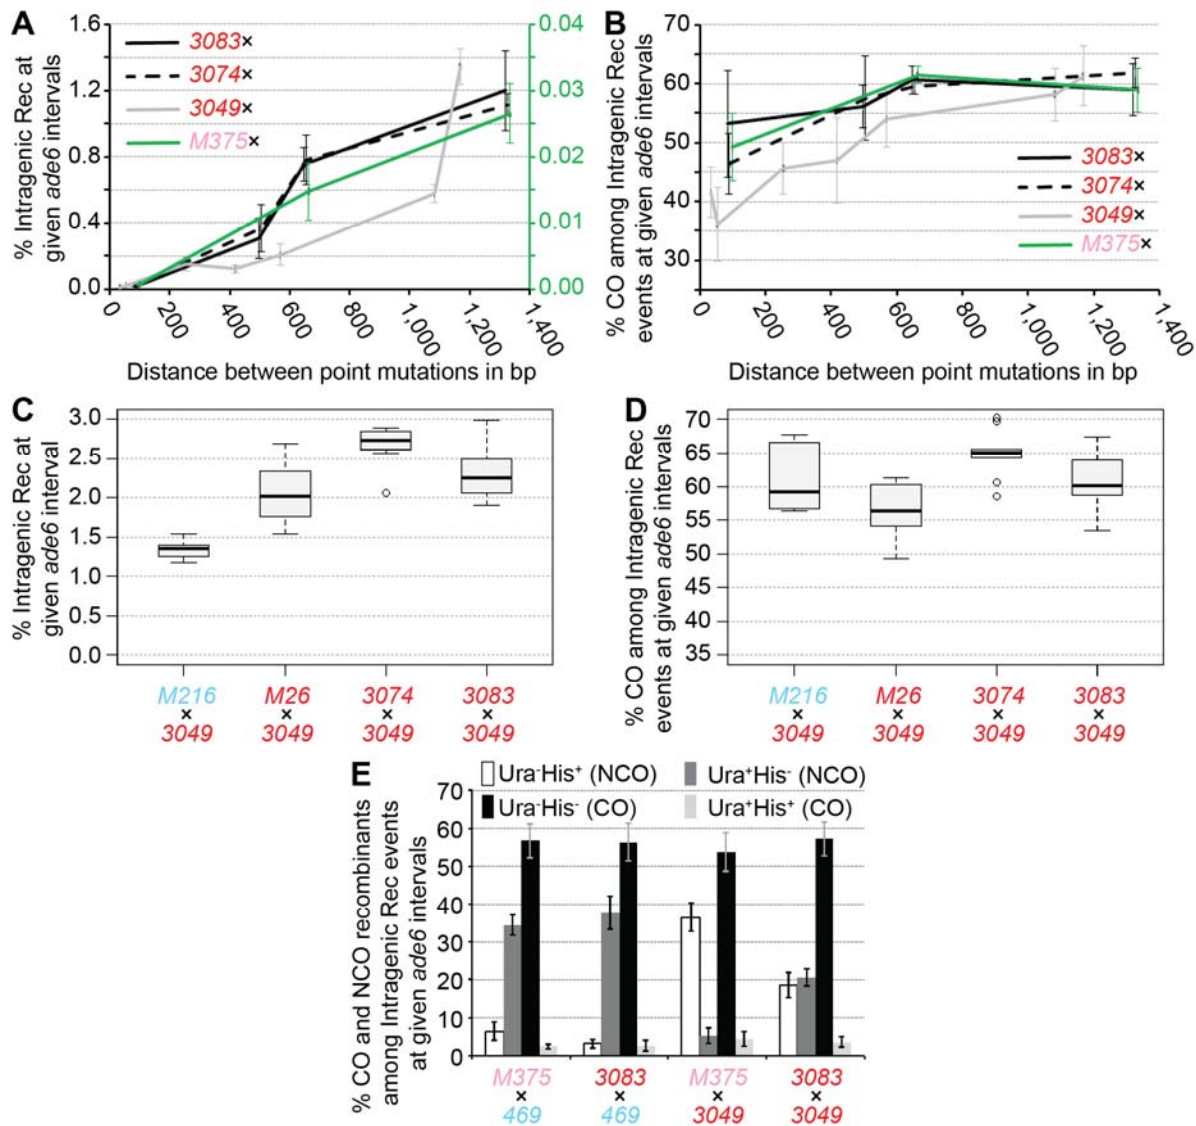 A
% Intragenic Rec at
given ade6 intervals
1.6
1.2
0.8
0.4
0.0
3083×
3074×
3049×
M375×
0.04
0.03
0.02
0.01
0.00
0
200
400
600
800
1,000
1,200
1,400
Distance between point mutations in bp
B
% CO among Intragenic Rec
events at given ade6 intervals
70
60
50
40
30
3083×
3074×
3049×
M375×
0
200
400
600
800
1,000
1,200
1,400
Distance between point mutations in bp
C
% Intragenic Rec at
given ade6 interval
3.0
2.5
2.0
1.5
1.0
0.5
0.0
M216 M26 3074 3083
× × × ×
3049 3049 3049 3049
D
% CO among Intragenic Rec
events at given ade6 intervals
70
65
60
55
50
45
40
35
M216 M26 3074 3083
× × × ×
3049 3049 3049 3049
E
Ura⁻His⁺ (NCO) Ura⁺His⁻ (NCO)
Ura⁻His⁻ (CO) Ura⁺His⁺ (CO)
% CO and NCO recombinants
among Intragenic Rec events
at given ade6 intervals
70
60
50
40
30
20
10
0
M375 3083 M375 3083
× × × ×
469 469 3049 3049